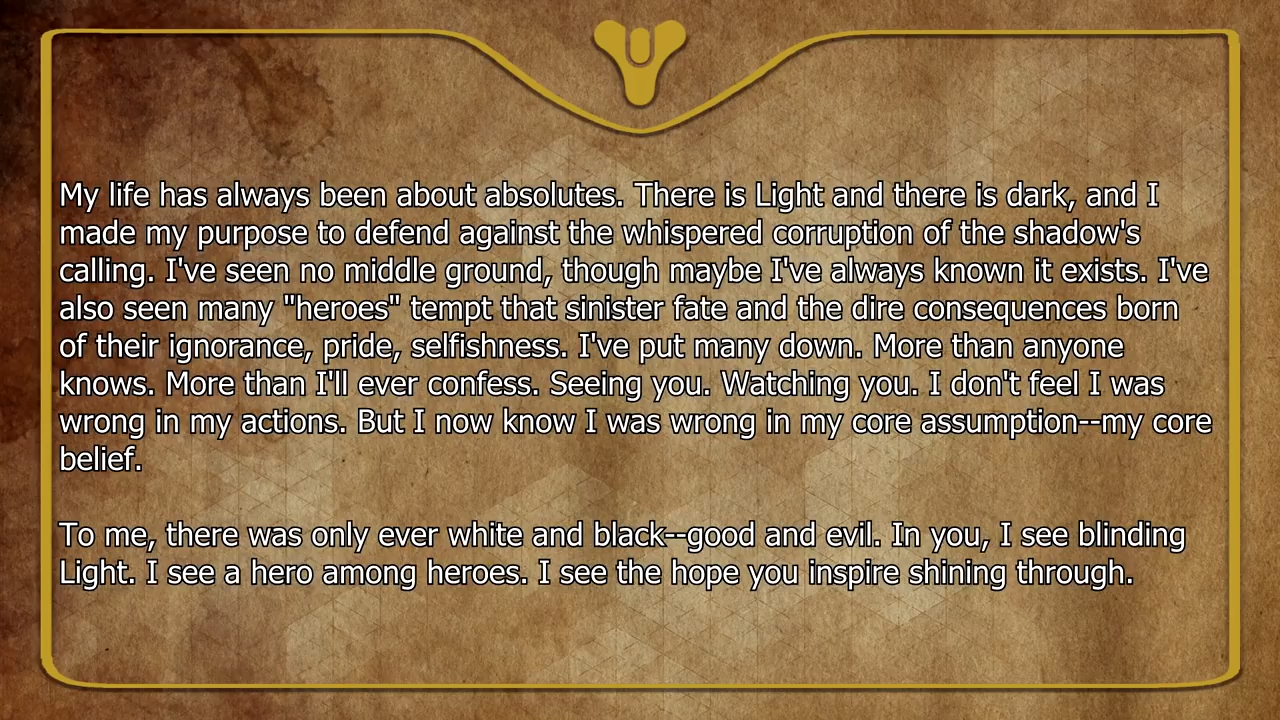 My life has always been about absolutes. There is Light and there is dark, and I
made my purpose to defend against the whispered corruption of the shadow's
calling. I've seen no middle ground, though maybe I've always known it exists. I've
also seen many "heroes" tempt that sinister fate and the dire consequences born
of their ignorance, pride, selfishness. I've put many down. More than anyone
knows. More than I'll ever confess. Seeing you. Watching you. I don't feel I was
wrong in my actions. But I now know I was wrong in my core assumption--my core
belief.
To me, there was only ever white and black--good and evil. In you, I see blinding
Light. I see a hero among heroes. I see the hope you inspire shining through.